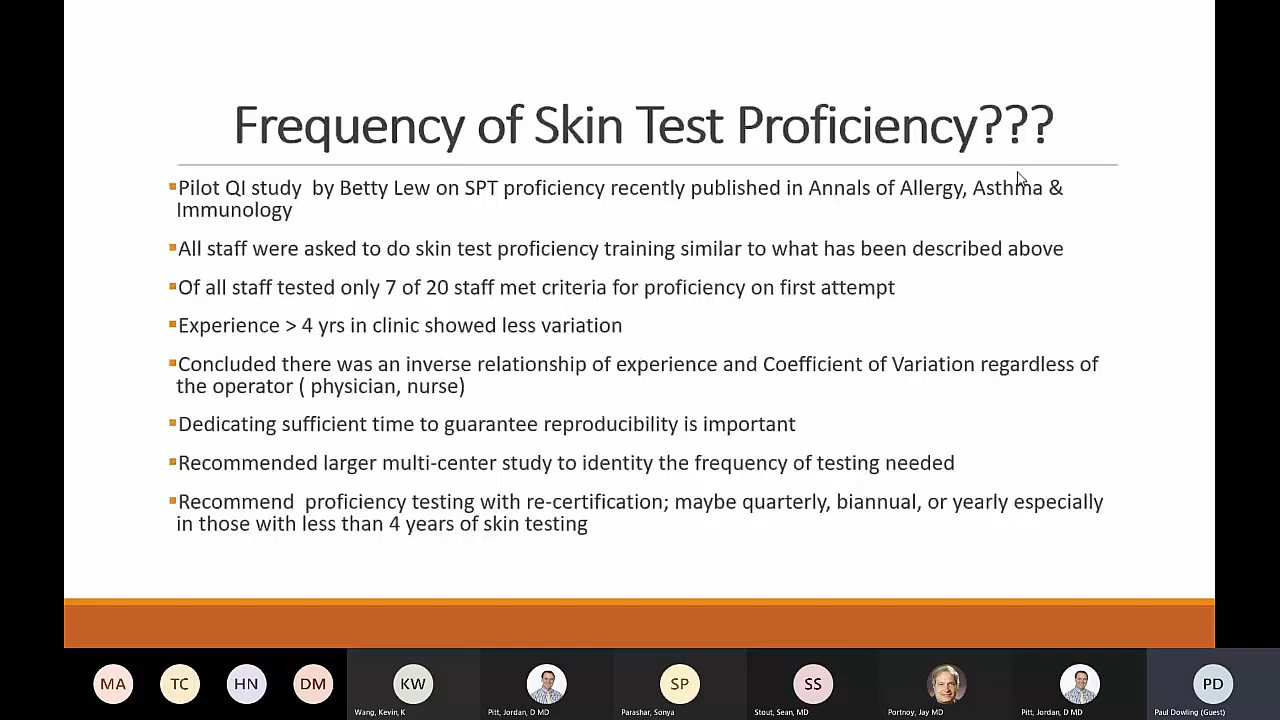 Frequency of Skin Test Proficiency???
Pilot QI study  by Betty Lew on SPT proficiency recently published in Annals of Allergy, Asthma &
Immunology
All staff were asked to do skin test proficiency training similar to what has been described above
Of all staff tested only 7 of 20 staff met criteria for proficiency on first attempt
Experience > 4 yrs in clinic showed less variation
Concluded there was an inverse relationship of experience and Coefficient of Variation regardless of
the operator ( physician, nurse)
Dedicating sufficient time to guarantee reproducibility is important
Recommended larger multi-center study to identity the frequency of testing needed
Recommend  proficiency testing with re-certification; maybe quarterly, biannual, or yearly especially
in those with less than 4 years of skin testing
MA TC HN DM KW SP SS PD
Wang, Kevin, K Pitt, Jordan, D MD Parashar, Sonya Stout, Sean, MD Portnoy, Jay MD Pitt, Jordan, D MD Paul Dowling (Guest)